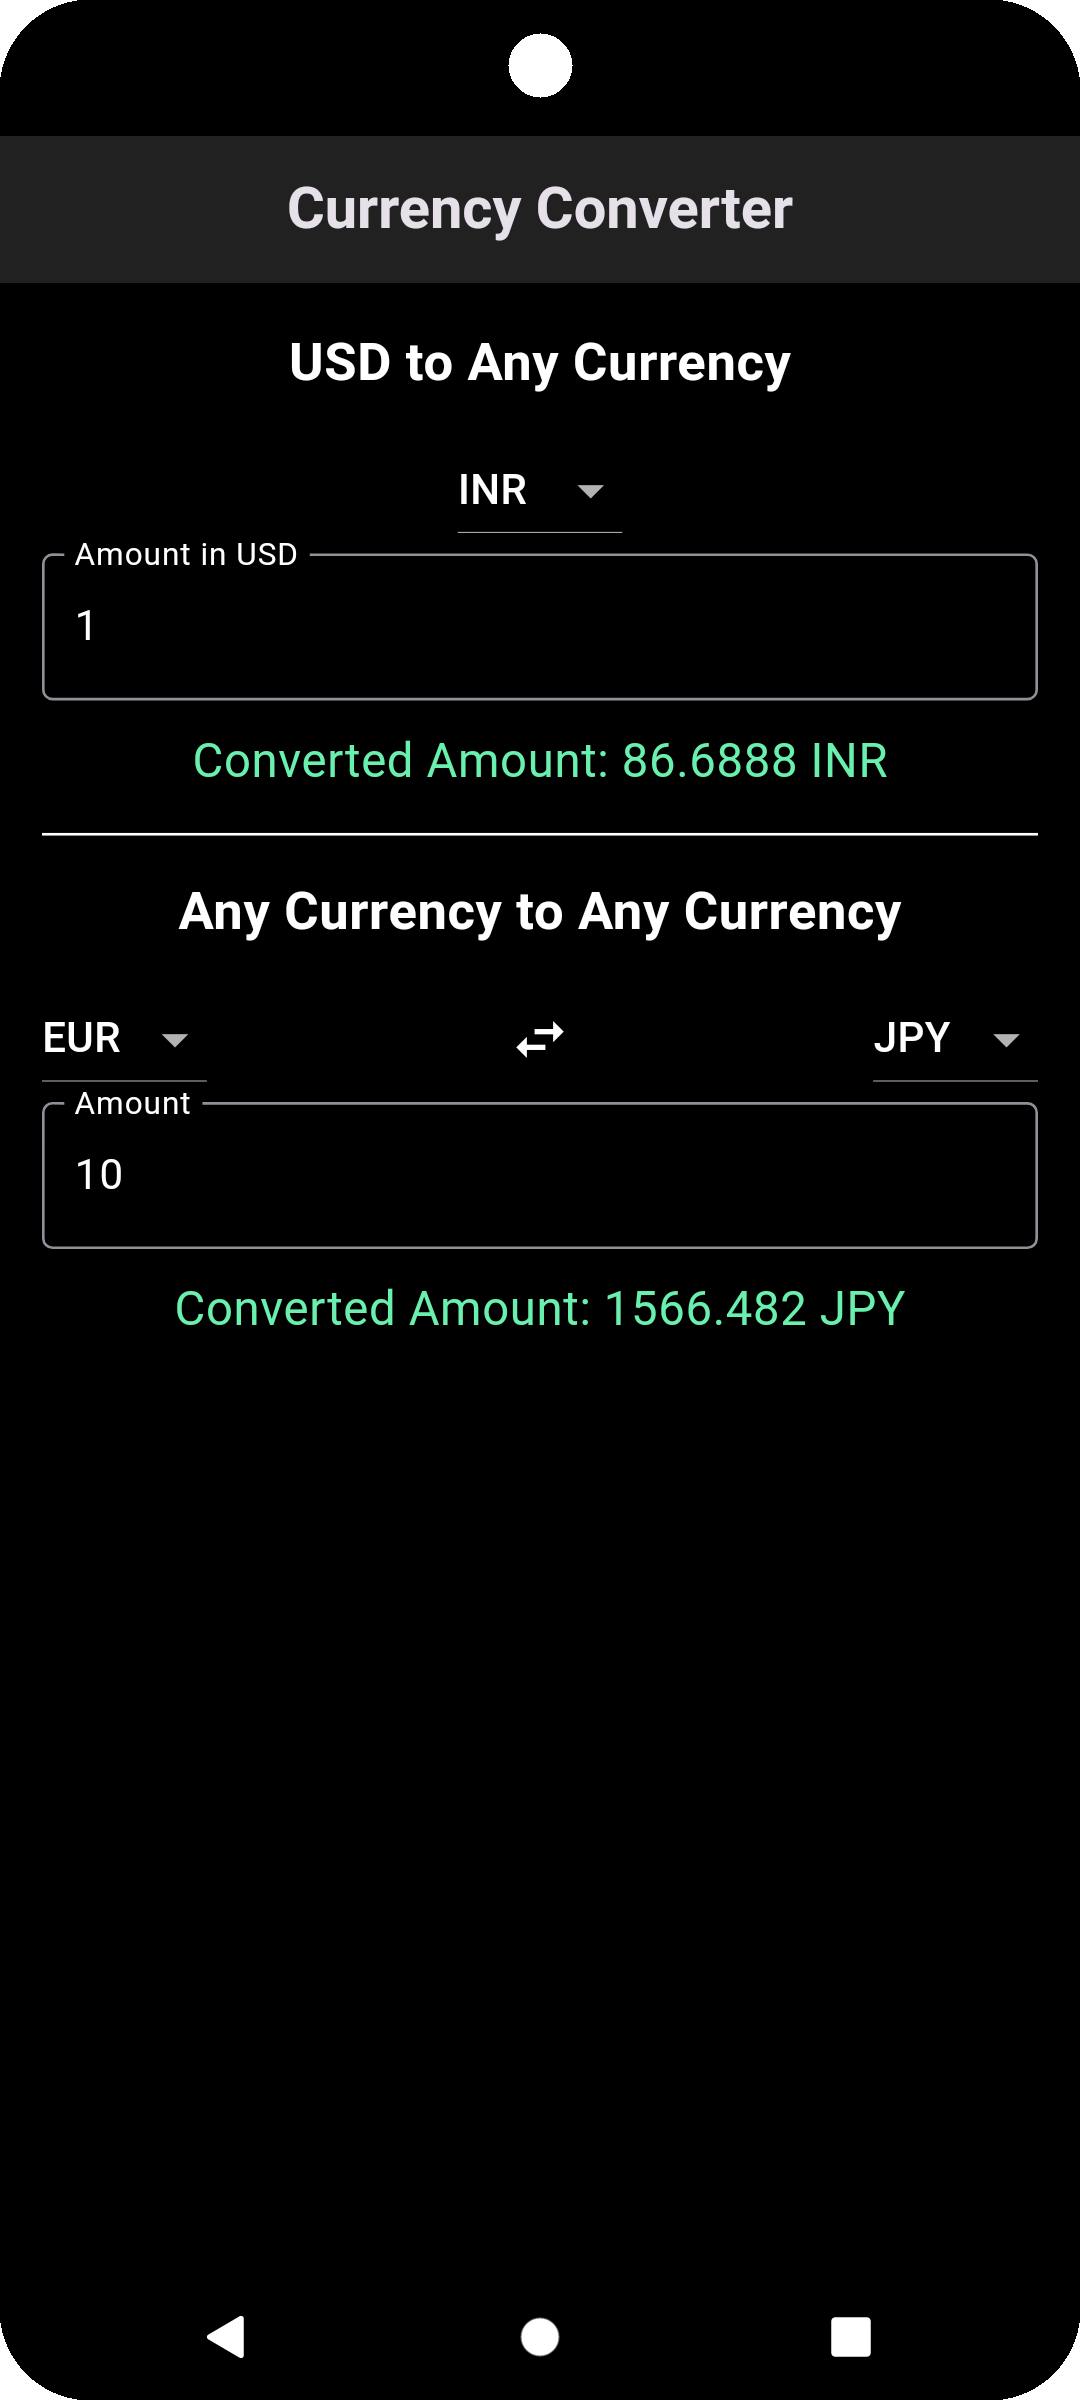 Currency Converter
USD to Any Currency
INR
Amount in USD
1
Converted Amount: 86.6888 INR
Any Currency to Any Currency
EUR JPY
Amount
10
Converted Amount: 1566.482 JPY